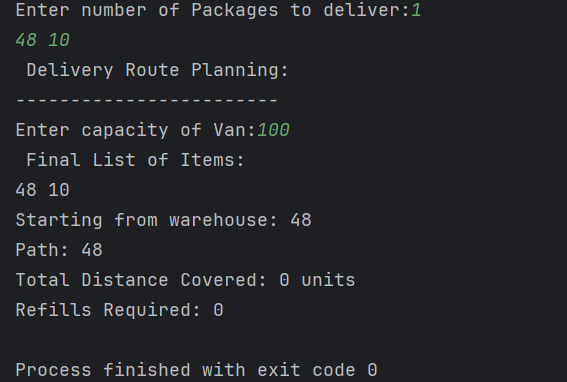 Enter number of Packages to deliver:1
48 10
 Delivery Route Planning:
------------------------
Enter capacity of Van:100
 Final List of Items:
48 10
Starting from warehouse: 48
Path: 48
Total Distance Covered: 0 units
Refills Required: 0

Process finished with exit code 0